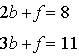 2b + f = 8
3b + f = 11